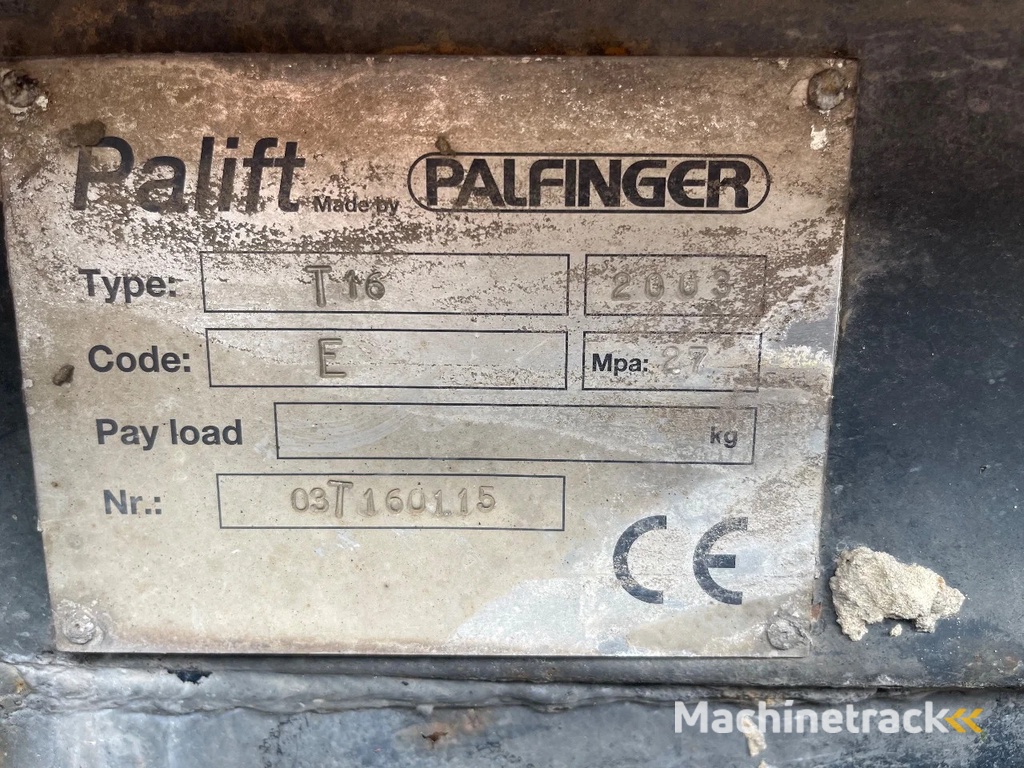 Palift Made by PALFINGER
Type: T16 2003
Code: E Mpa: 27
Pay load kg
Nr.: 03T160115
CE
Machinetrack